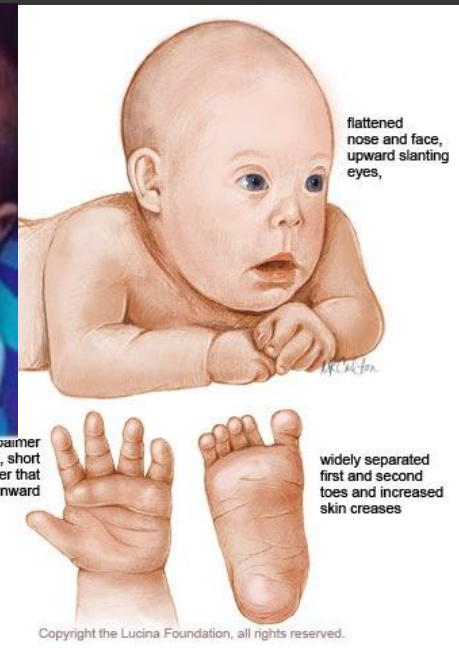 flattened
nose and face,
upward slanting
eyes,
palmer
, short
er that
nward
widely separated
first and second
toes and increased
skin creases
Copyright the Lucina Foundation, all rights reserved.